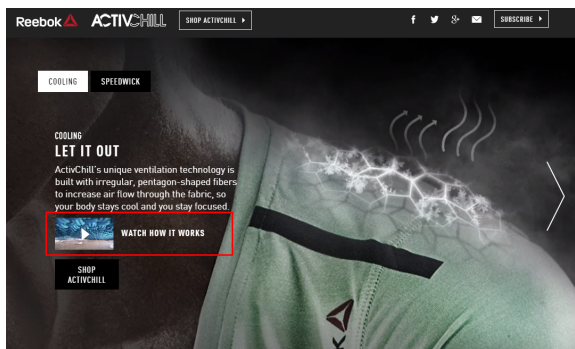 Reebok ACTIVCHILL SHOP ACTIVCHILL f 8+ SUBSCRIBE
COOLING SPEEDWICK
COOLING
LET IT OUT
ActivChill's unique ventilation technology is
built with irregular, pentagon-shaped fibers
to increase air flow through the fabric, so
your body stays cool and you stay focused.
WATCH HOW IT WORKS
SHOP
ACTIVCHILL